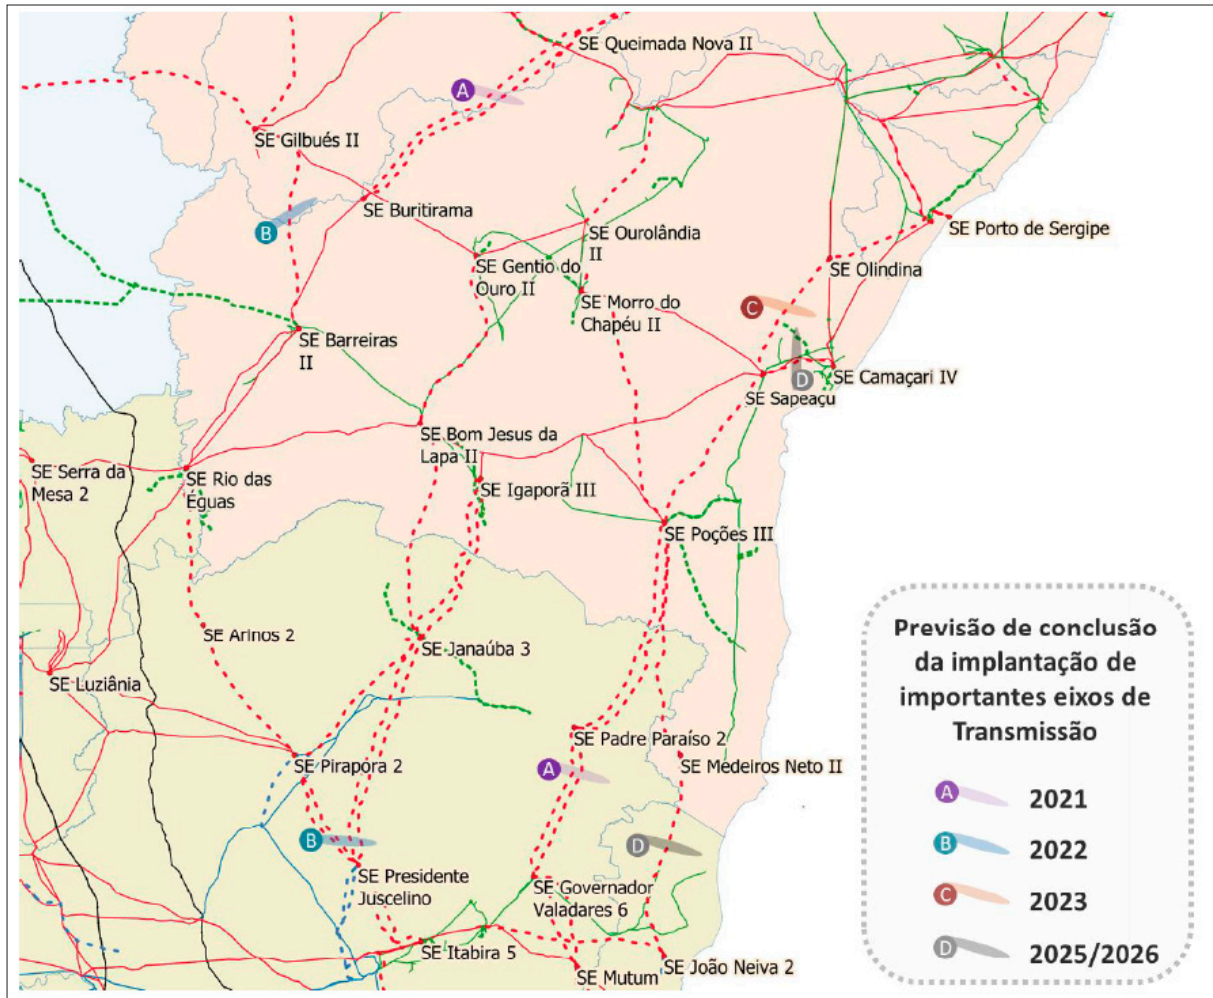 SE Queimada Nova II
A
SE Gilbués II
SE Buritirama
B
SE Porto de Sergipe
SE Ourolândia
II
SE Gentio do
Ouro II
SE Olindina
SE Morro do
Chapéu II
C
SE Barreiras
II
D
SE Camaçari IV
SE Sapeaçu
SE Bom Jesus da
Lapa II
SE Serra da
Mesa 2
SE Rio das
Éguas
SE Igaporã III
SE Poções III
SE Arinos 2
SE Janaúba 3
SE Luziânia
SE Padre Paraíso 2
SE Pirapora 2
A
SE Medeiros Neto II
B
D
SE Presidente
Juscelino
SE Governador
Valadares 6
SE Itabira 5
SE Mutum
SE João Neiva 2
Previsão de conclusão
da implantação de
importantes eixos de
Transmissão
A 2021
B 2022
C 2023
D 2025/2026